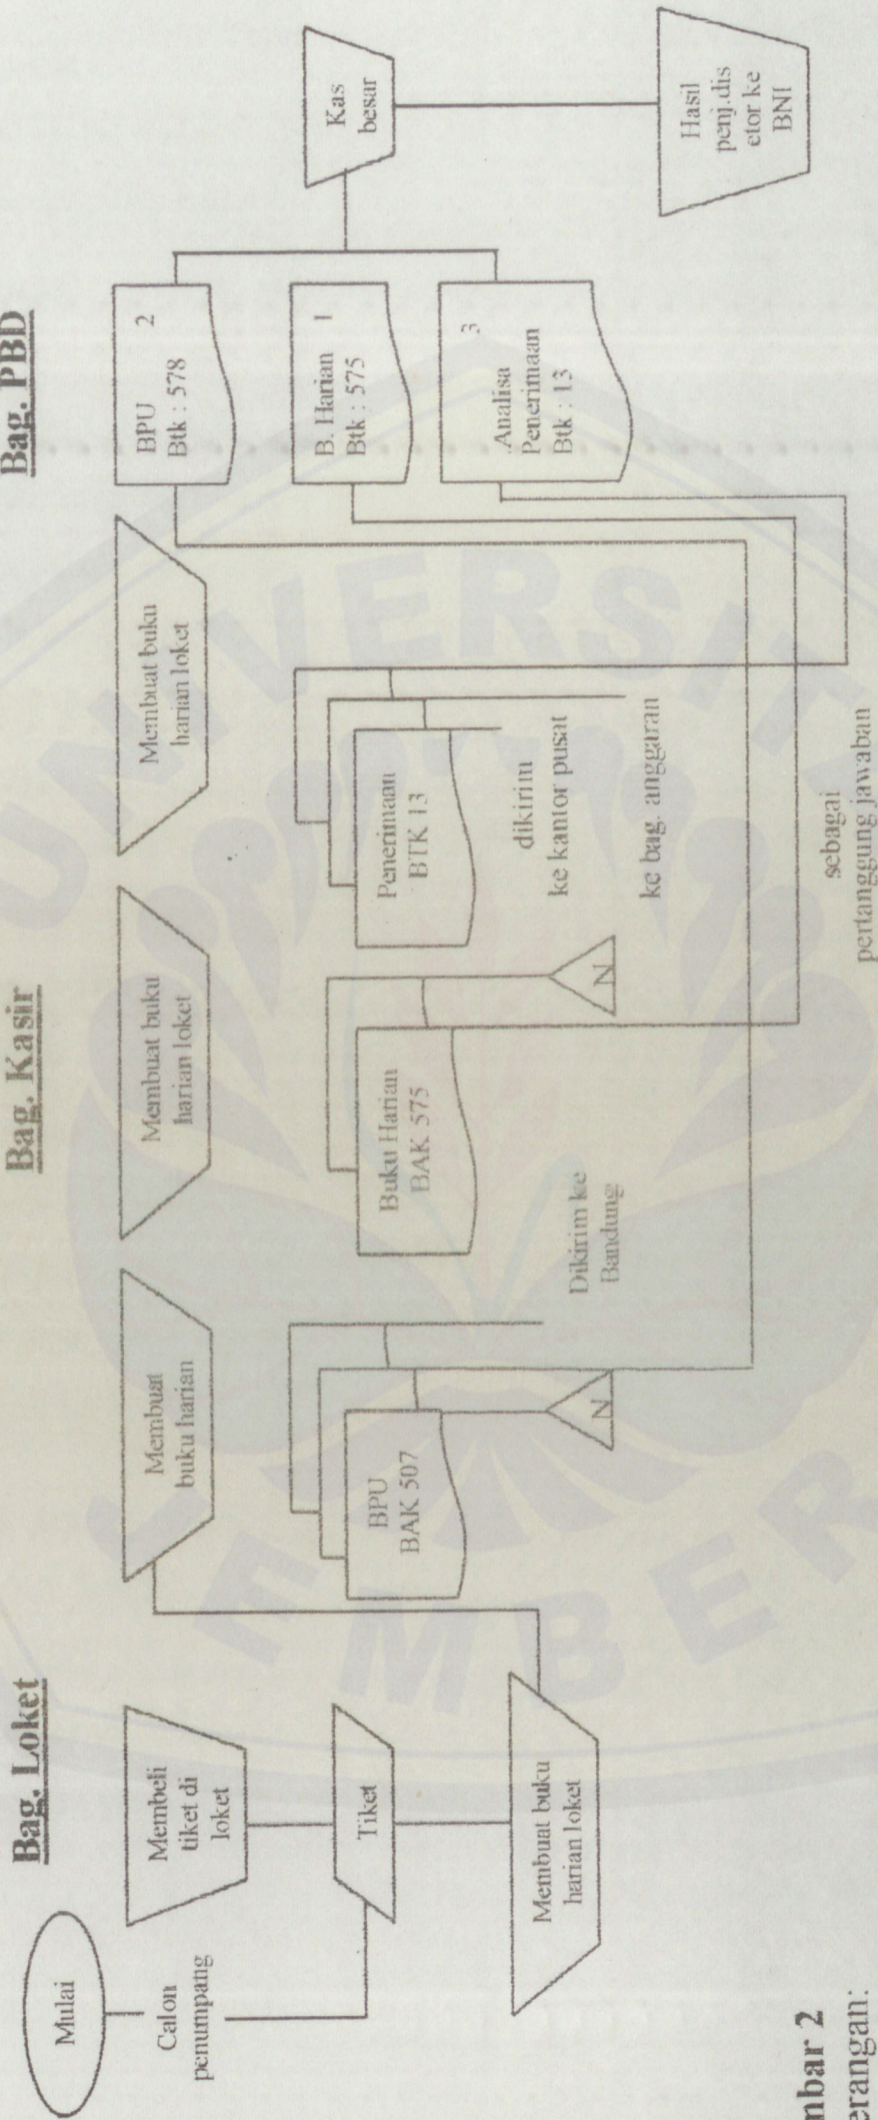 Bag. Loket
Bag. Kasir
Bag. PBD
Mulai
Calon
penumpang
Membeli
tiket di
loket
Tiket
Membuat buku
harian loket
Membuat
buku harian
BPU
BAK 507
N
Dikirim ke
Bandung
Membuat buku
harian loket
Buku Harian
BAK 575
N
Membuat buku
harian loket
Penerimaan
BTK 13
dikirim
ke kantor pusat
ke bag. anggaran
sebagai
pertanggung jawaban
BPU 2
Btk : 578
B. Harian 1
Btk : 575
3
Analisa
Penerimaan
Btk : 13
Kas
besar
Hasil
penj.dis
etor ke
BNI
mbar 2
erangan:
UNIVERSITA
JEMBER